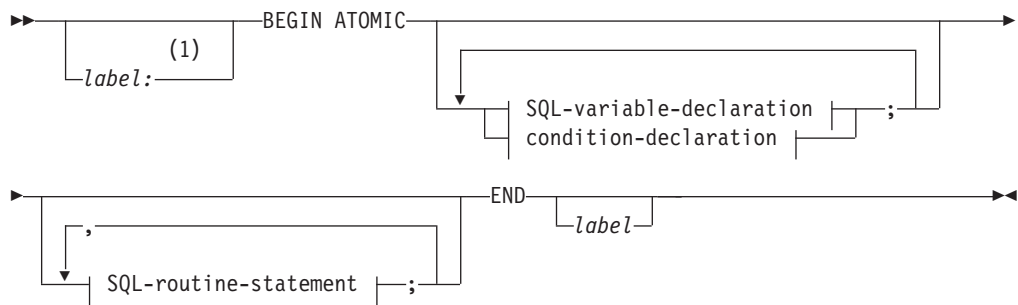 BEGIN ATOMIC
(1)
label:
SQL-variable-declaration ;
condition-declaration
END
label
,
SQL-routine-statement ;